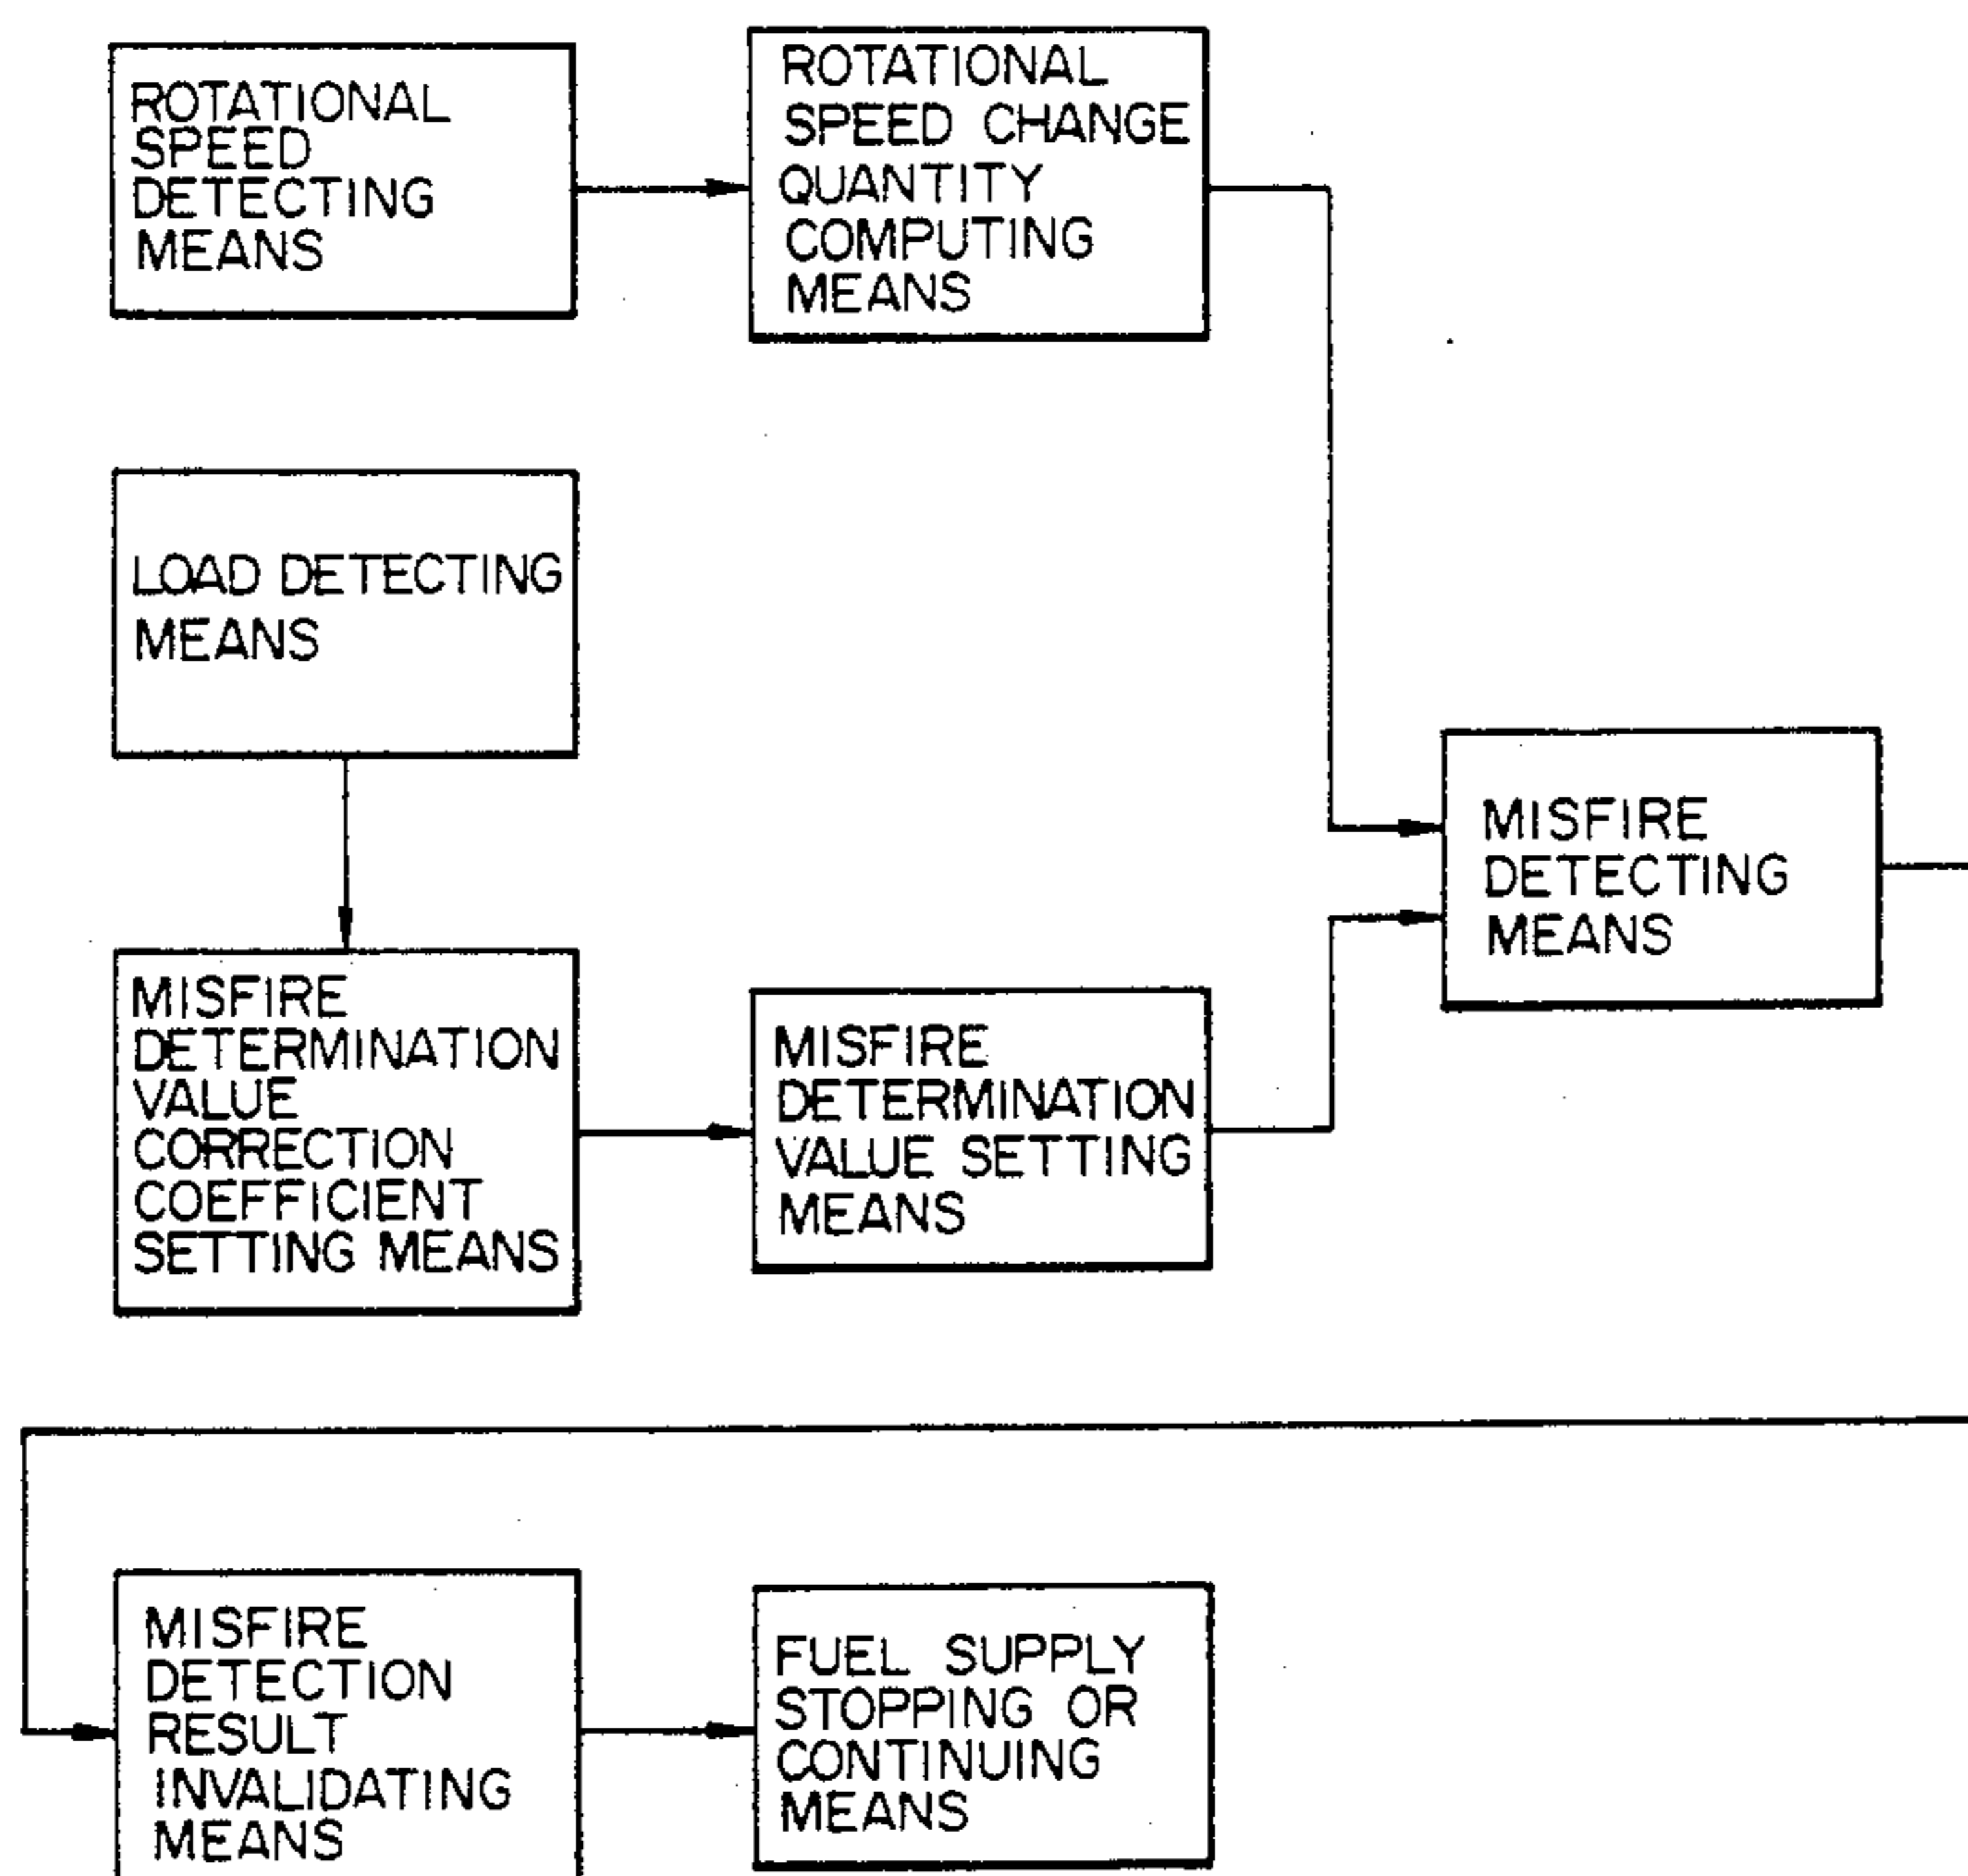 ROTATIONAL
SPEED
DETECTING
MEANS
ROTATIONAL
SPEED CHANGE
QUANTITY
COMPUTING
MEANS
LOAD DETECTING
MEANS
MISFIRE
DETECTING
MEANS
MISFIRE
DETERMINATION
VALUE
CORRECTION
COEFFICIENT
SETTING MEANS
MISFIRE
DETERMINATION
VALUE SETTING
MEANS
MISFIRE
DETECTION
RESULT
INVALIDATING
MEANS
FUEL SUPPLY
STOPPING OR
CONTINUING
MEANS